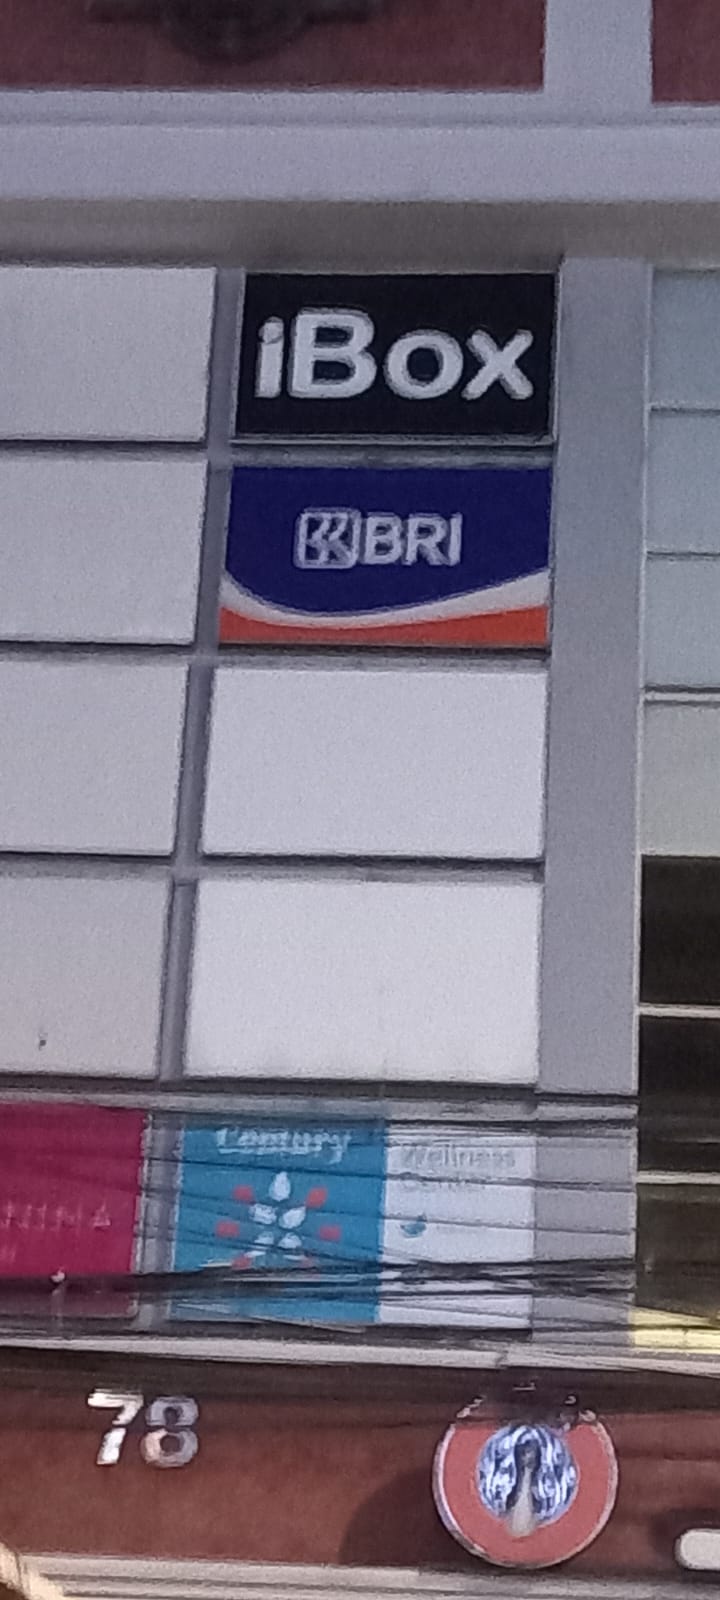 iBox
BRI
Century
Wellness
Center
78